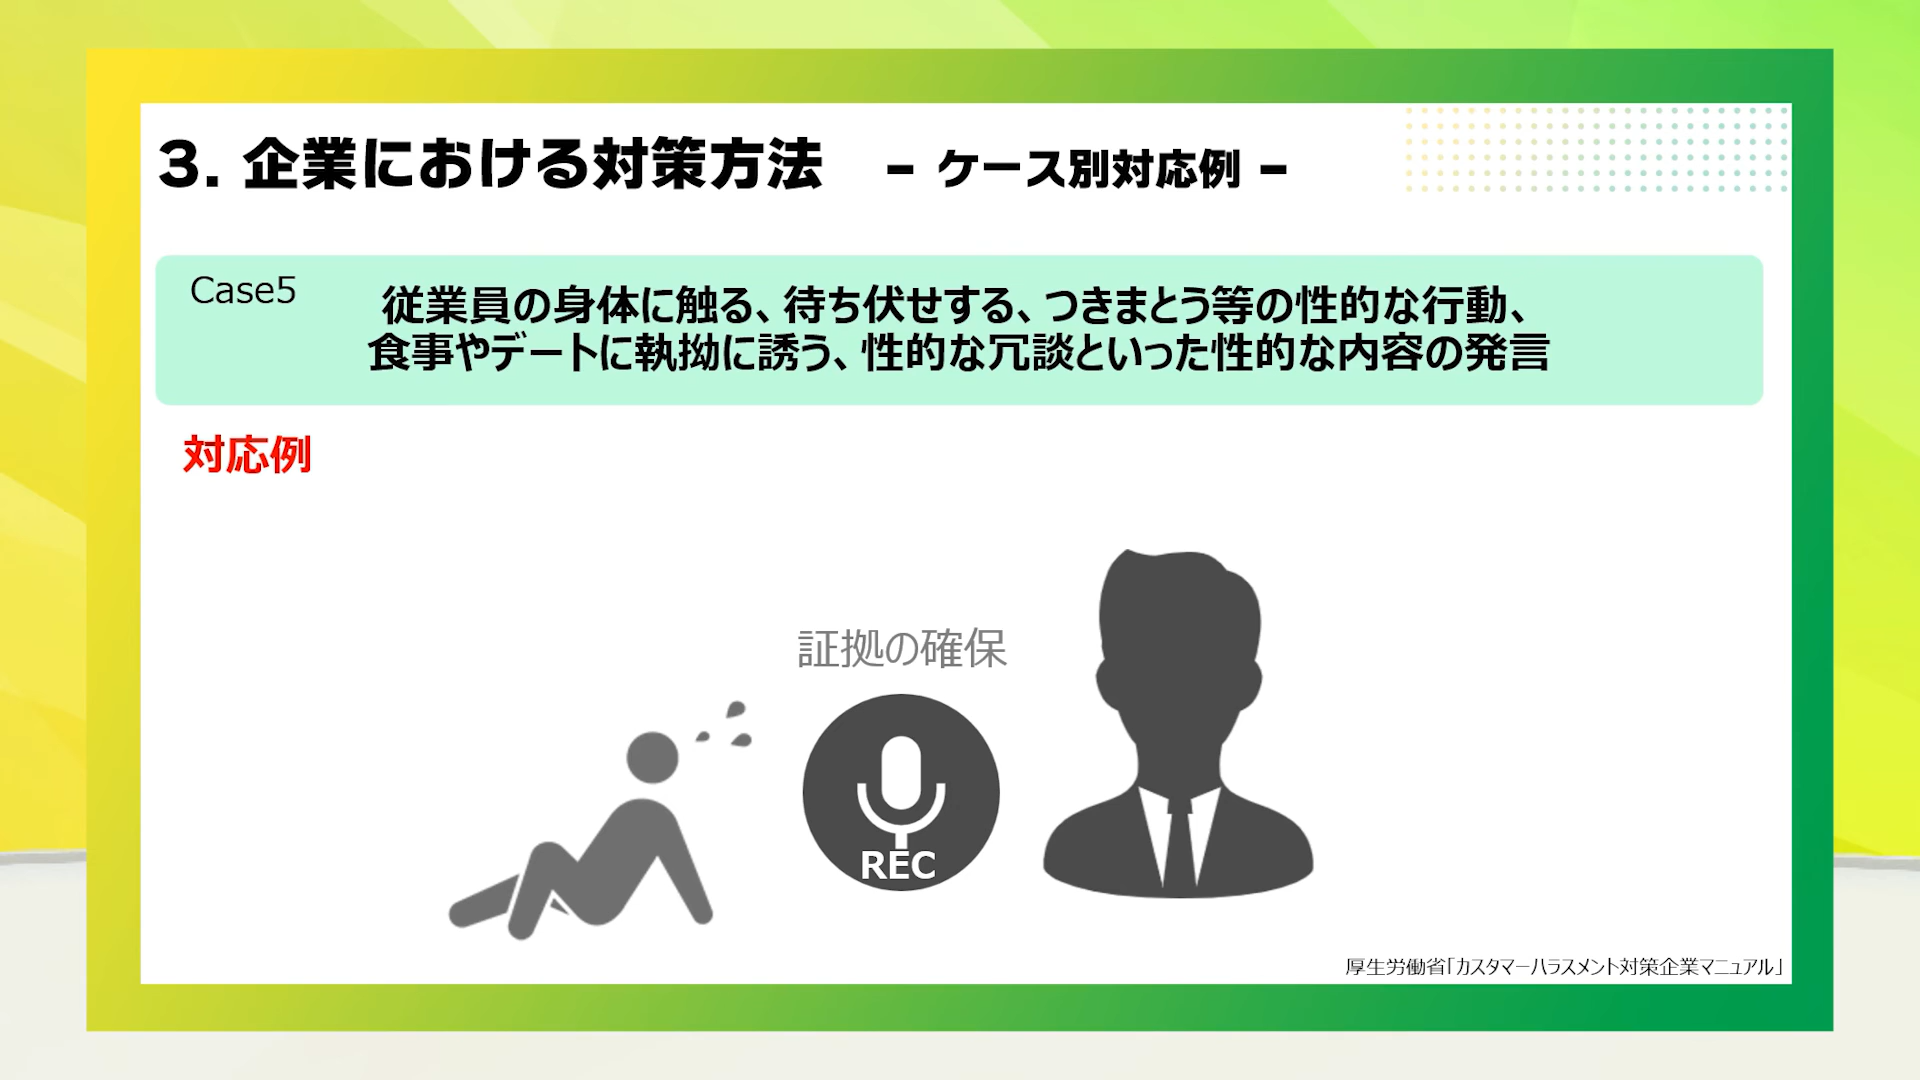 3. 企業における対策方法 – ケース別対応例 –
Case5
従業員の身体に触る、待ち伏せする、つきまとう等の性的な行動、
食事やデートに執拗に誘う、性的な冗談といった性的な内容の発言
対応例
証拠の確保
REC
厚生労働省「カスタマーハラスメント対策企業マニュアル」